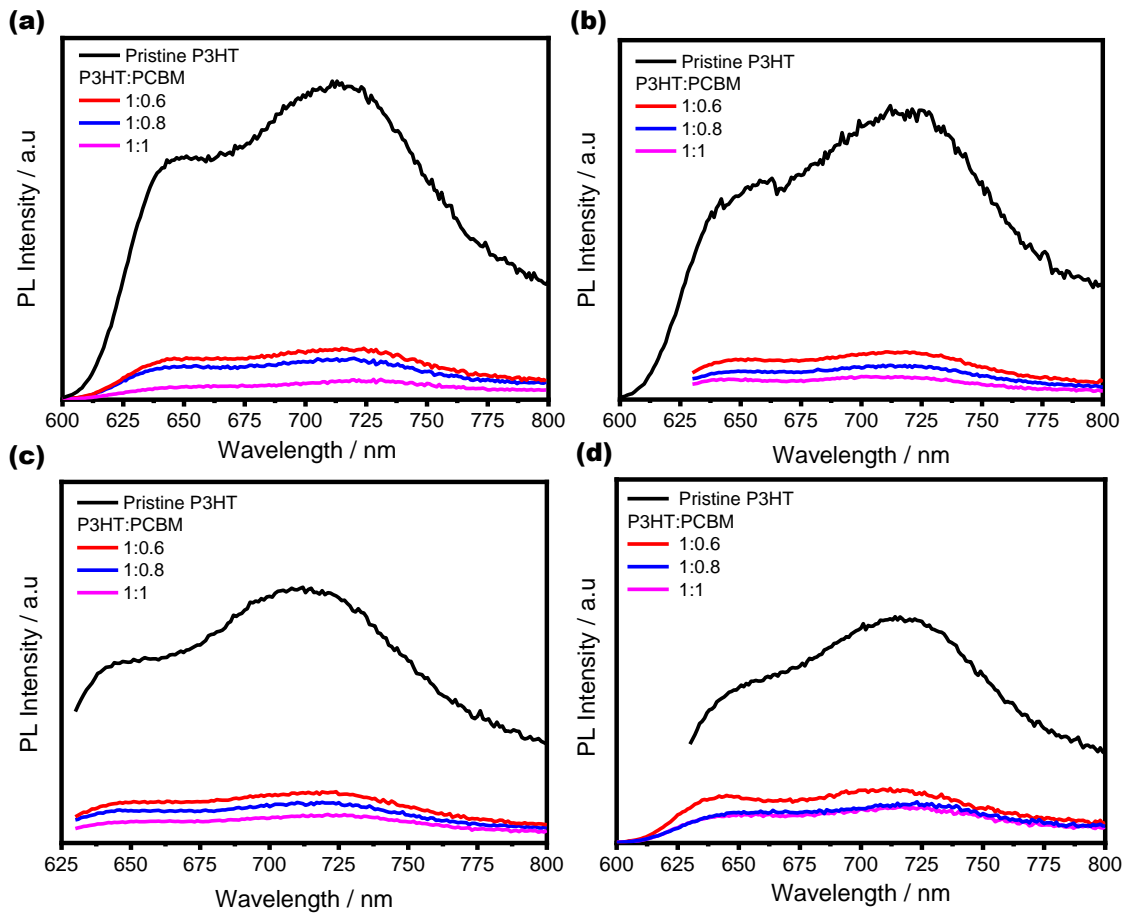 (a)
Pristine P3HT
P3HT:PCBM
1:0.6
1:0.8
1:1
PL Intensity / a.u
600 625 650 675 700 725 750 775 800
Wavelength / nm
(b)
Pristine P3HT
P3HT:PCBM
1:0.6
1:0.8
1:1
PL Intensity / a.u
600 625 650 675 700 725 750 775 800
Wavelength / nm
(c)
Pristine P3HT
P3HT:PCBM
1:0.6
1:0.8
1:1
PL Intensity / a.u
625 650 675 700 725 750 775 800
Wavelength / nm
(d)
Pristine P3HT
P3HT:PCBM
1:0.6
1:0.8
1:1
PL Intensity / a.u
600 625 650 675 700 725 750 775 800
Wavelength / nm